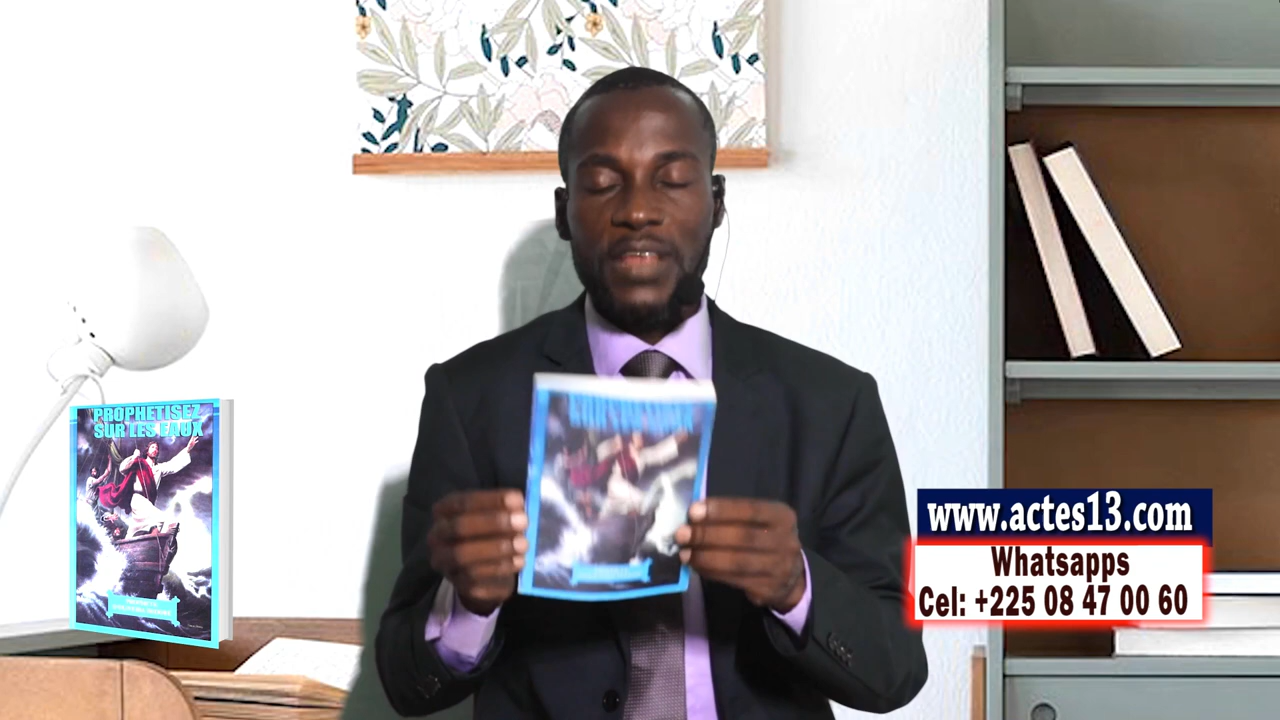 PROPHETISEZ
SUR LES EAUX
www.actes13.com
Whatsapps
Cel: +225 08 47 00 60